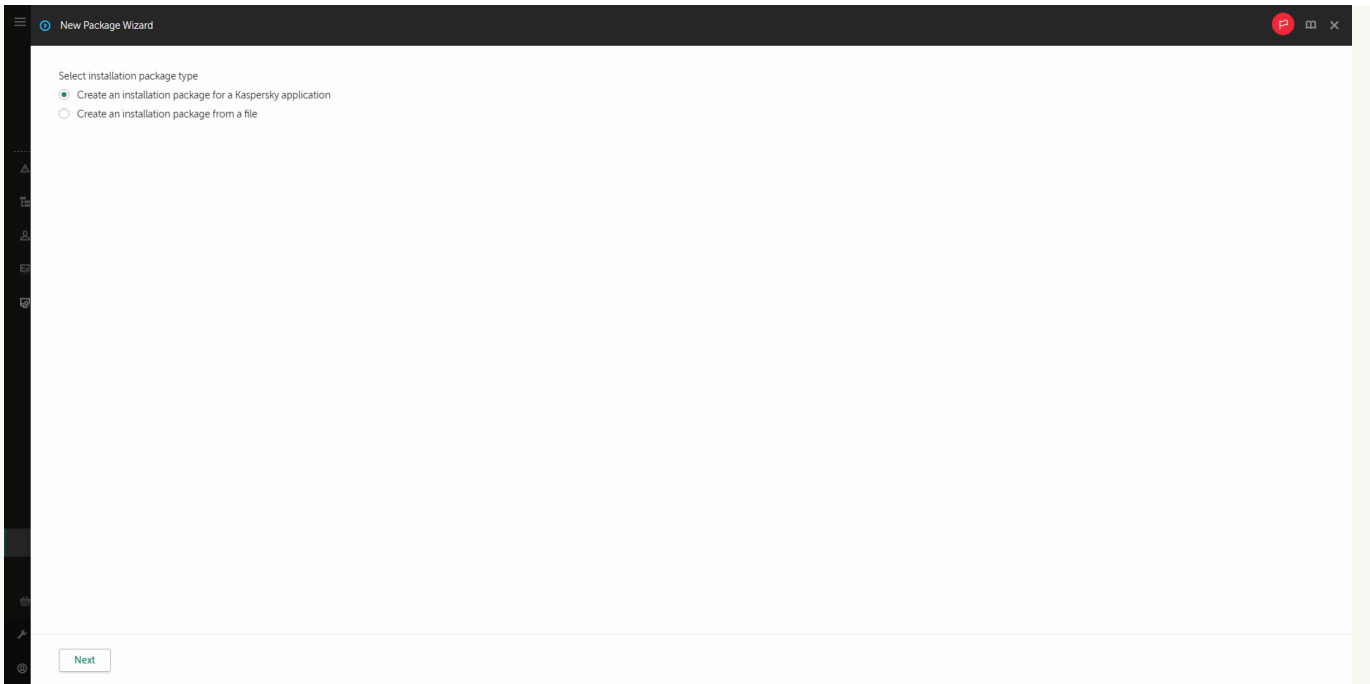 New Package Wizard
Select installation package type
Create an installation package for a Kaspersky application
Create an installation package from a file
Next